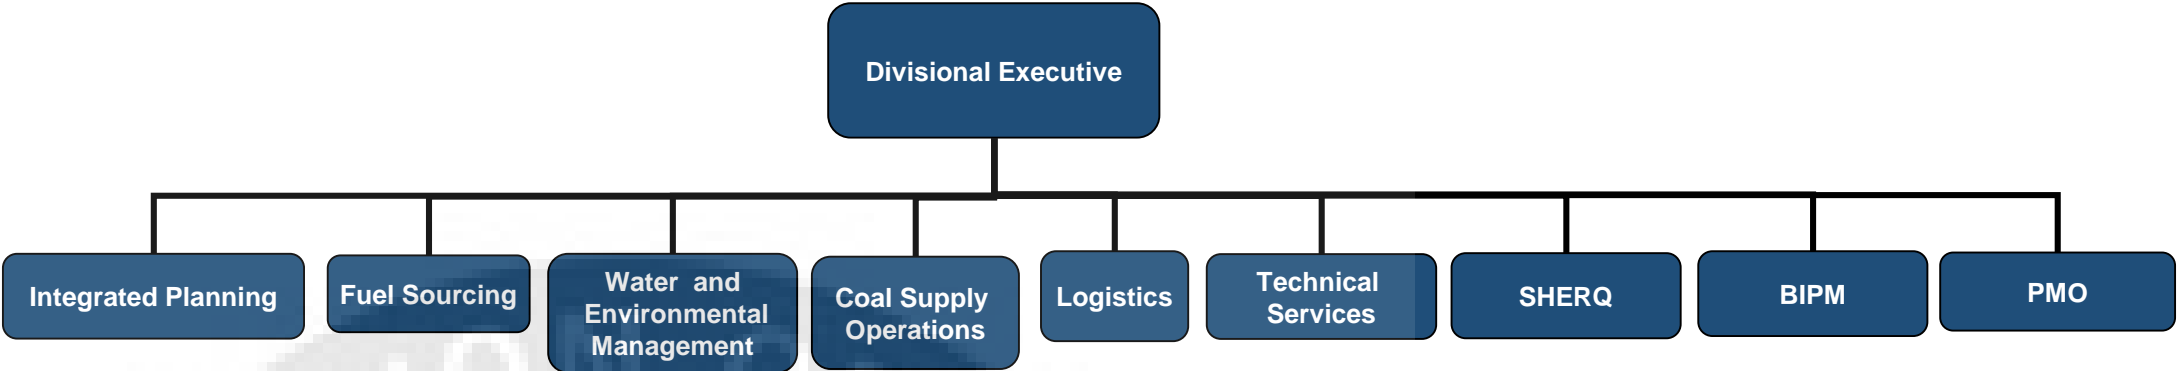 Divisional Executive
Integrated Planning
Fuel Sourcing
Water and
Environmental
Management
Coal Supply
Operations
Logistics
Technical
Services
SHERQ
BIPM
PMO